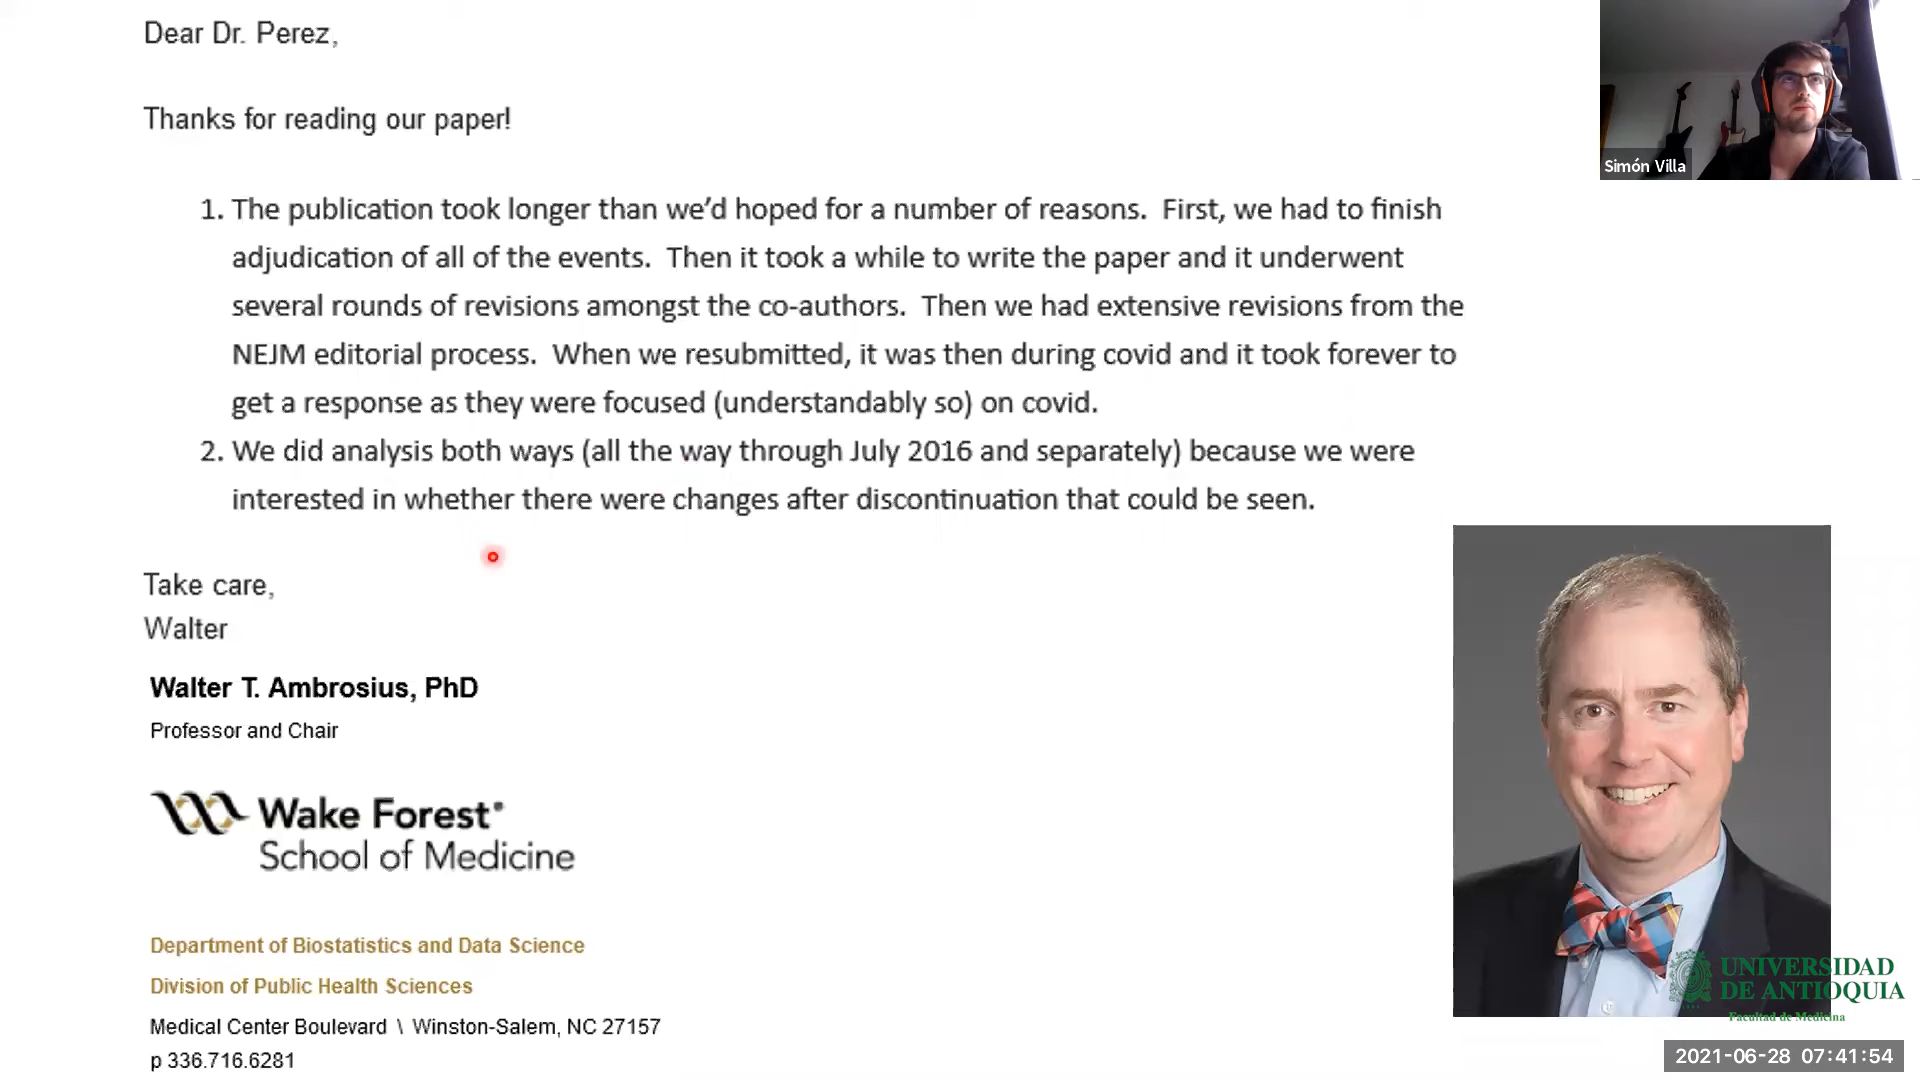 Dear Dr. Perez,
Thanks for reading our paper!
1. The publication took longer than we'd hoped for a number of reasons.  First, we had to finish
adjudication of all of the events.  Then it took a while to write the paper and it underwent
several rounds of revisions amongst the co-authors.  Then we had extensive revisions from the
NEJM editorial process.  When we resubmitted, it was then during covid and it took forever to
get a response as they were focused (understandably so) on covid.
2. We did analysis both ways (all the way through July 2016 and separately) because we were
interested in whether there were changes after discontinuation that could be seen.
Take care,
Walter
Walter T. Ambrosius, PhD
Professor and Chair
Wake Forest®
School of Medicine
Department of Biostatistics and Data Science
Division of Public Health Sciences
Medical Center Boulevard \ Winston-Salem, NC 27157
p 336.716.6281
Simón Villa
UNIVERSIDAD
DE ANTIOQUIA
Facultad de Medicina
2021-06-28 07:41:54